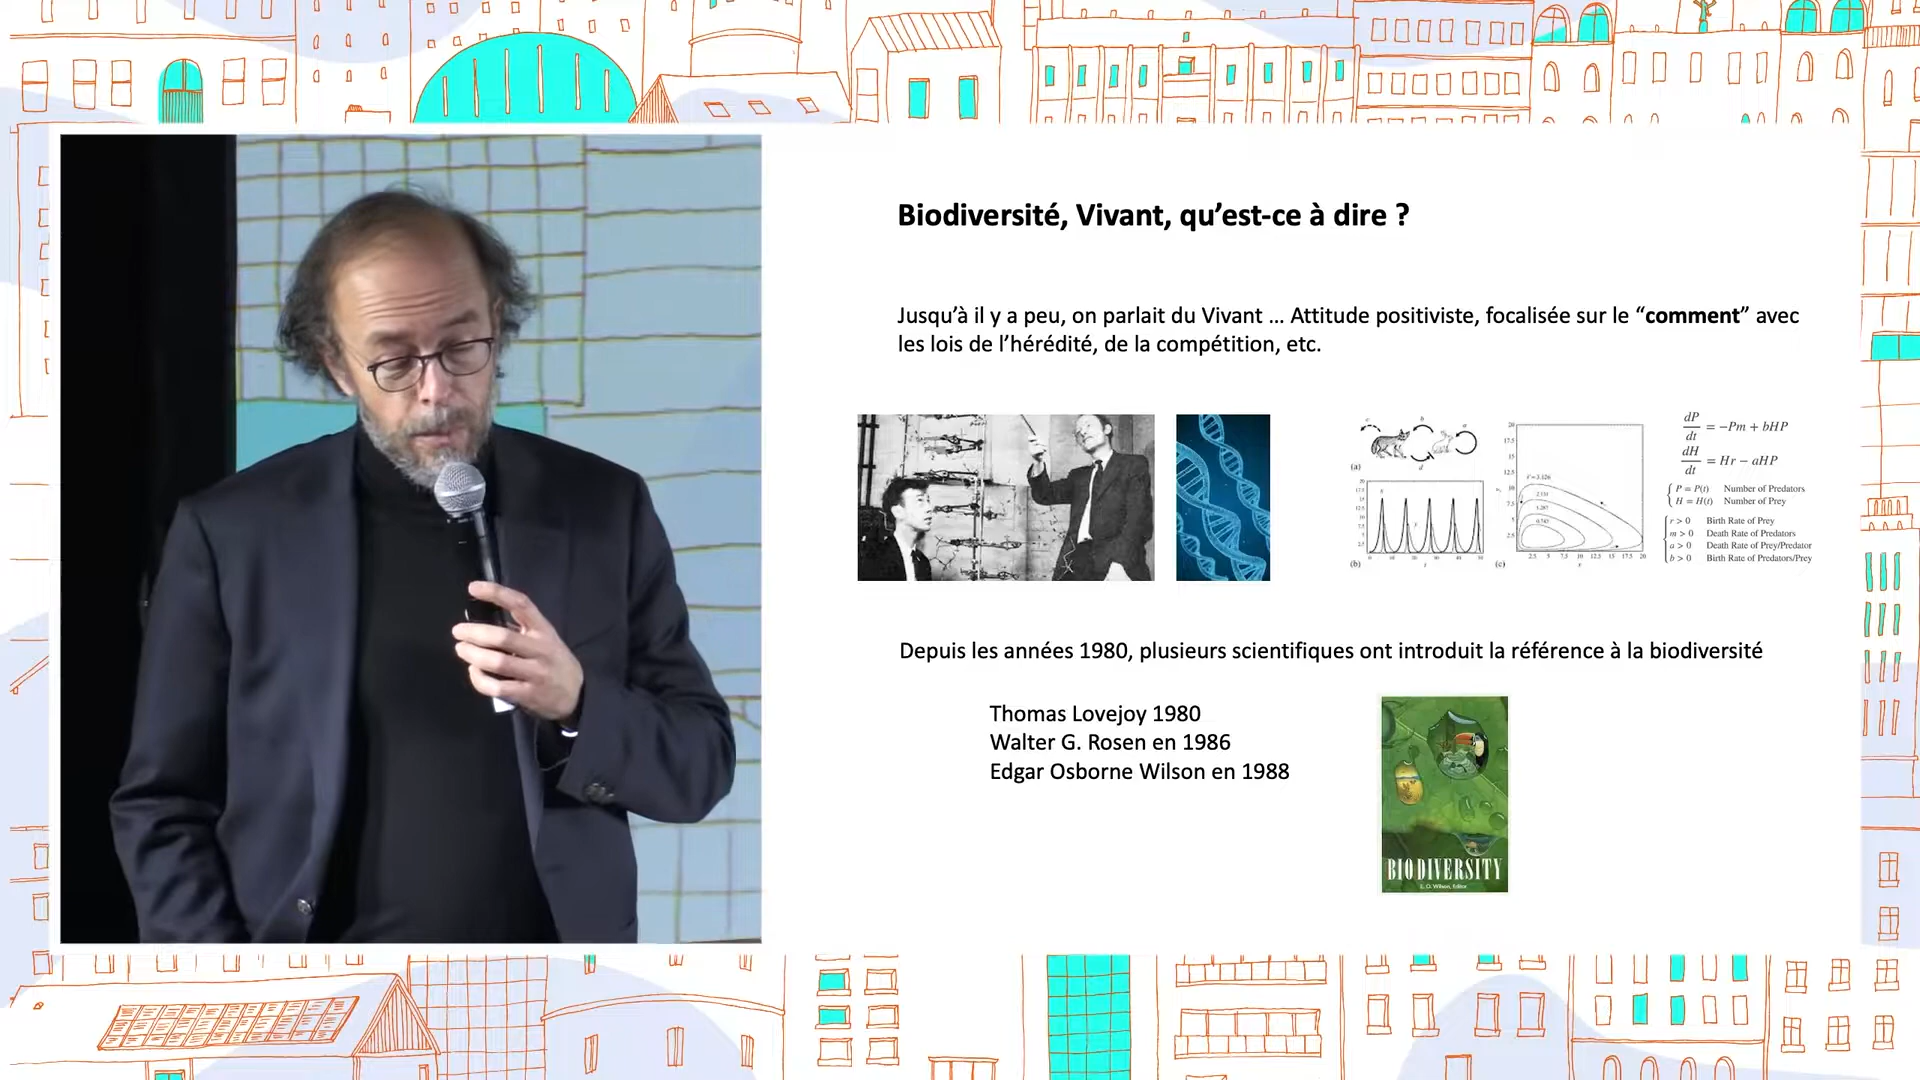 Biodiversité, Vivant, qu’est-ce à dire ?
Jusqu’à il y a peu, on parlait du Vivant ... Attitude positiviste, focalisée sur le “comment” avec
les lois de l’hérédité, de la compétition, etc.
dP/dt = −Pm + bHP
dH/dt = Hr − aHP
P = P(t) Number of Predators
H = H(t) Number of Prey
r > 0 Birth Rate of Prey
m > 0 Death Rate of Predators
a > 0 Death Rate of Prey/Predator
b > 0 Birth Rate of Predators/Prey
(a)
(b)
(c)
Depuis les années 1980, plusieurs scientifiques ont introduit la référence à la biodiversité
Thomas Lovejoy 1980
Walter G. Rosen en 1986
Edgar Osborne Wilson en 1988
BIODIVERSITY
E. O. Wilson, Editor